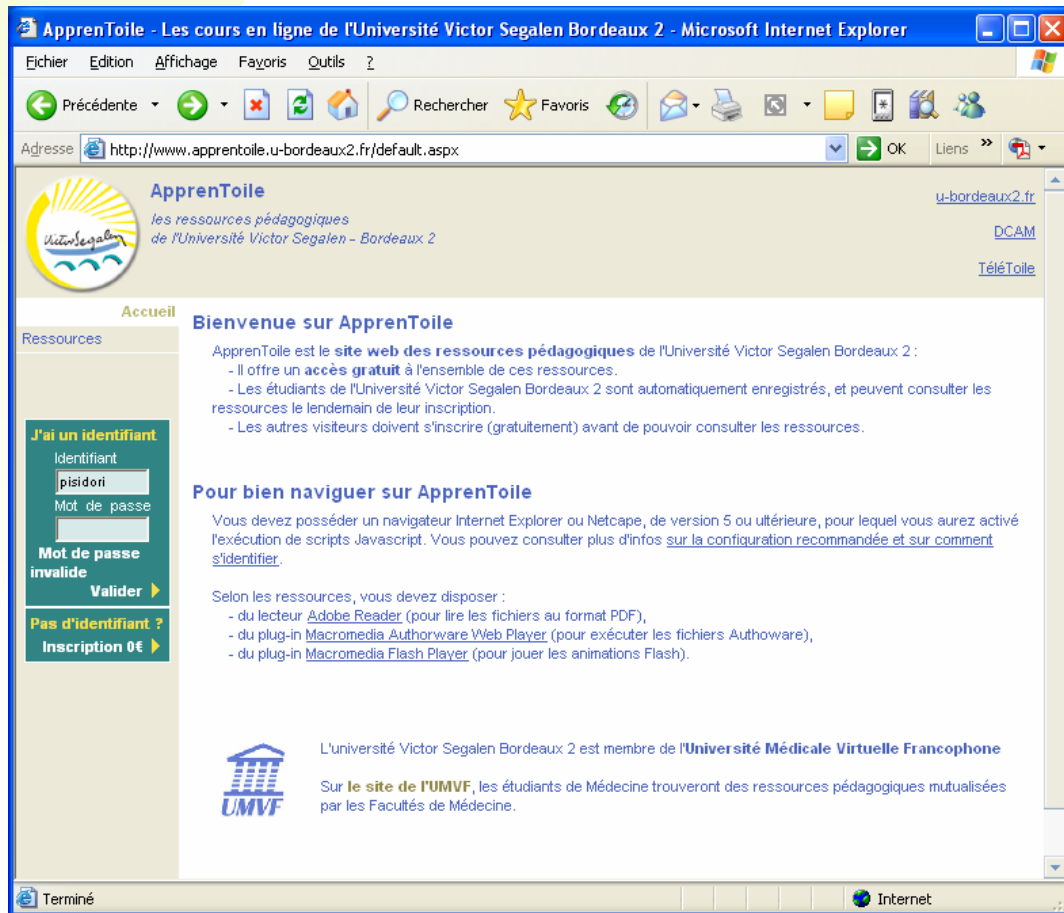 ApprenToile - Les cours en ligne de l'Université Victor Segalen Bordeaux 2 - Microsoft Internet Explorer
Fichier Edition Affichage Favoris Outils ?
Précédente Rechercher Favoris
Adresse http://www.apprentoile.u-bordeaux2.fr/default.aspx OK Liens »
Victor Segalen
ApprenToile
les ressources pédagogiques
de l'Université Victor Segalen – Bordeaux 2
u-bordeaux2.fr
DCAM
TéléToile
Accueil
Ressources
J'ai un identifiant
Identifiant
pisidori
Mot de passe
Mot de passe
invalide
Valider
Pas d'identifiant ?
Inscription 0€
Bienvenue sur ApprenToile
ApprenToile est le site web des ressources pédagogiques de l'Université Victor Segalen Bordeaux 2 :
- Il offre un accès gratuit à l'ensemble de ces ressources.
- Les étudiants de l'Université Victor Segalen Bordeaux 2 sont automatiquement enregistrés, et peuvent consulter les
ressources le lendemain de leur inscription.
- Les autres visiteurs doivent s'inscrire (gratuitement) avant de pouvoir consulter les ressources.
Pour bien naviguer sur ApprenToile
Vous devez posséder un navigateur Internet Explorer ou Netcape, de version 5 ou ultérieure, pour lequel vous aurez activé
l'exécution de scripts Javascript. Vous pouvez consulter plus d'infos sur la configuration recommandée et sur comment
s'identifier.
Selon les ressources, vous devez disposer :
- du lecteur Adobe Reader (pour lire les fichiers au format PDF),
- du plug-in Macromedia Authorware Web Player (pour exécuter les fichiers Authoware),
- du plug-in Macromedia Flash Player (pour jouer les animations Flash).
UMVF
L'université Victor Segalen Bordeaux 2 est membre de l'Université Médicale Virtuelle Francophone
Sur le site de l'UMVF, les étudiants de Médecine trouveront des ressources pédagogiques mutualisées
par les Facultés de Médecine.
Terminé Internet